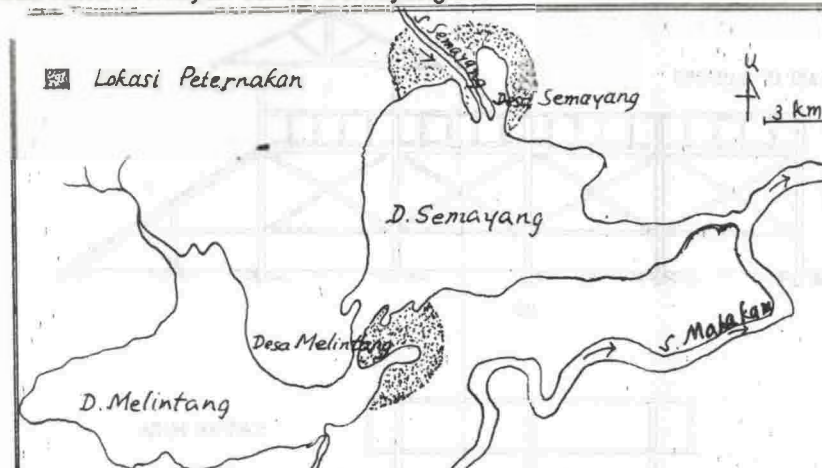 S. Semayang
U
Lokasi Peternakan
Desa Semayang
3 km
D. Semayang
S. Mahakam
Desa Melintang
D. Melintang